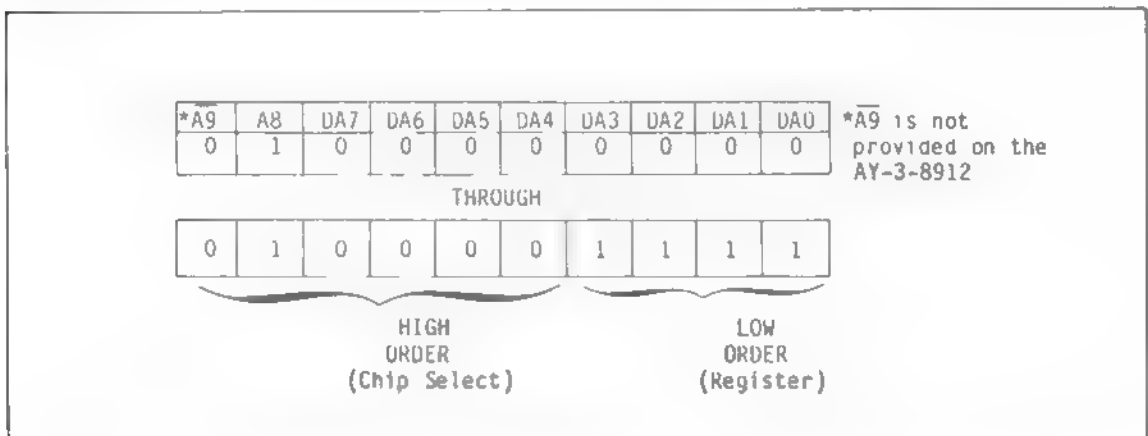 *A̅9̅ A8 DA7 DA6 DA5 DA4 DA3 DA2 DA1 DA0
0 1 0 0 0 0 0 0 0 0
*A̅9̅ is not
provided on the
AY-3-8912
THROUGH
0 1 0 0 0 0 1 1 1 1
HIGH
ORDER
(Chip Select)
LOW
ORDER
(Register)